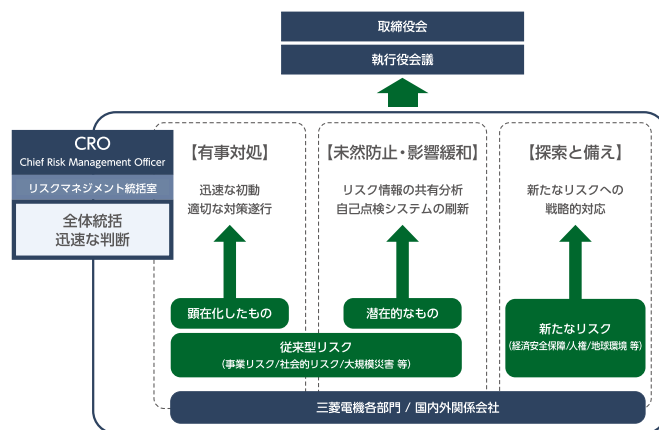 取締役会
執行役会議
CRO
Chief Risk Management Officer
リスクマネジメント統括室
全体統括
迅速な判断
【有事対処】
迅速な初動
適切な対策遂行
【未然防止・影響緩和】
リスク情報の共有分析
自己点検システムの刷新
【探索と備え】
新たなリスクへの
戦略的対応
顕在化したもの
潜在的なもの
従来型リスク
(事業リスク/社会的リスク/大規模災害 等)
新たなリスク
(経済安全保障/人権/地球環境 等)
三菱電機各部門 / 国内外関係会社